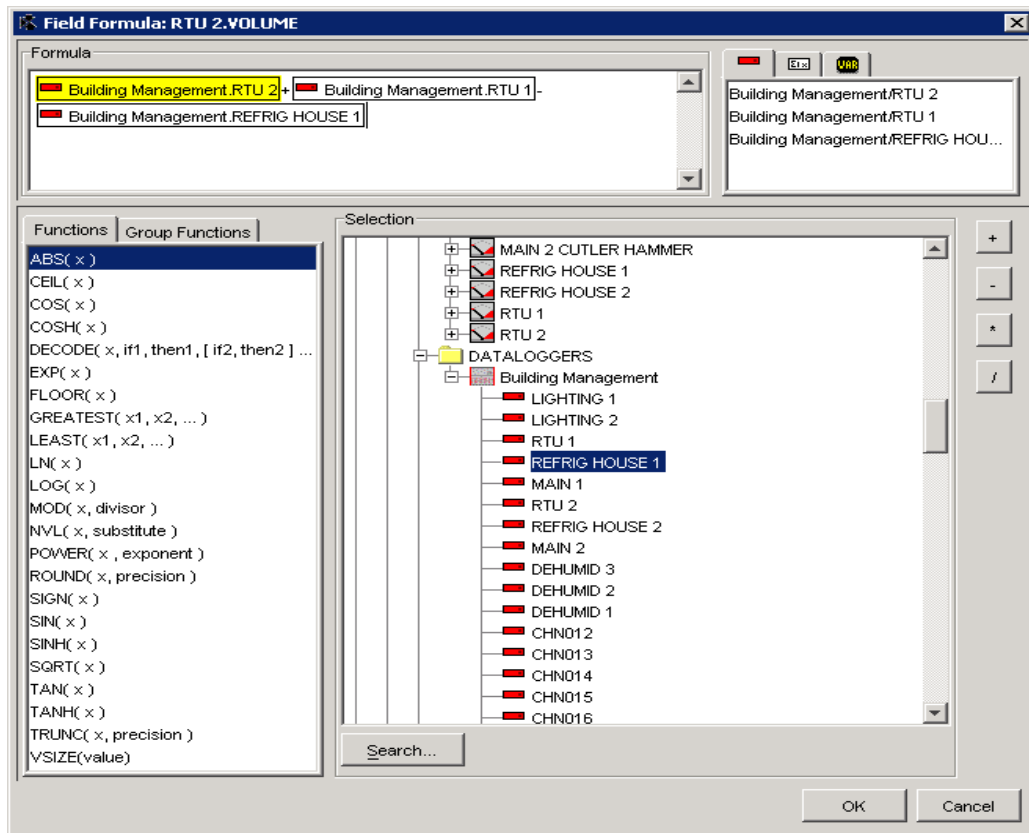 Field Formula: RTU 2.VOLUME
Formula
Building Management.RTU 2 + Building Management.RTU 1 -
Building Management.REFRIG HOUSE 1
Σf x
VAR
Building Management/RTU 2
Building Management/RTU 1
Building Management/REFRIG HOU...
Functions
Group Functions
ABS( x )
CEIL( x )
COS( x )
COSH( x )
DECODE( x, if1, then1, [ if2, then2 ] ...
EXP( x )
FLOOR( x )
GREATEST( x1, x2, ... )
LEAST( x1, x2, ... )
LN( x )
LOG( x )
MOD( x, divisor )
NVL( x, substitute )
POWER( x , exponent )
ROUND( x, precision )
SIGN( x )
SIN( x )
SINH( x )
SQRT( x )
TAN( x )
TANH( x )
TRUNC( x, precision )
VSIZE(value)
Selection
MAIN 2 CUTLER HAMMER
REFRIG HOUSE 1
REFRIG HOUSE 2
RTU 1
RTU 2
DATALOGGERS
Building Management
LIGHTING 1
LIGHTING 2
RTU 1
REFRIG HOUSE 1
MAIN 1
RTU 2
REFRIG HOUSE 2
MAIN 2
DEHUMID 3
DEHUMID 2
DEHUMID 1
CHN012
CHN013
CHN014
CHN015
CHN016
Search...
+
-
*
/
OK
Cancel